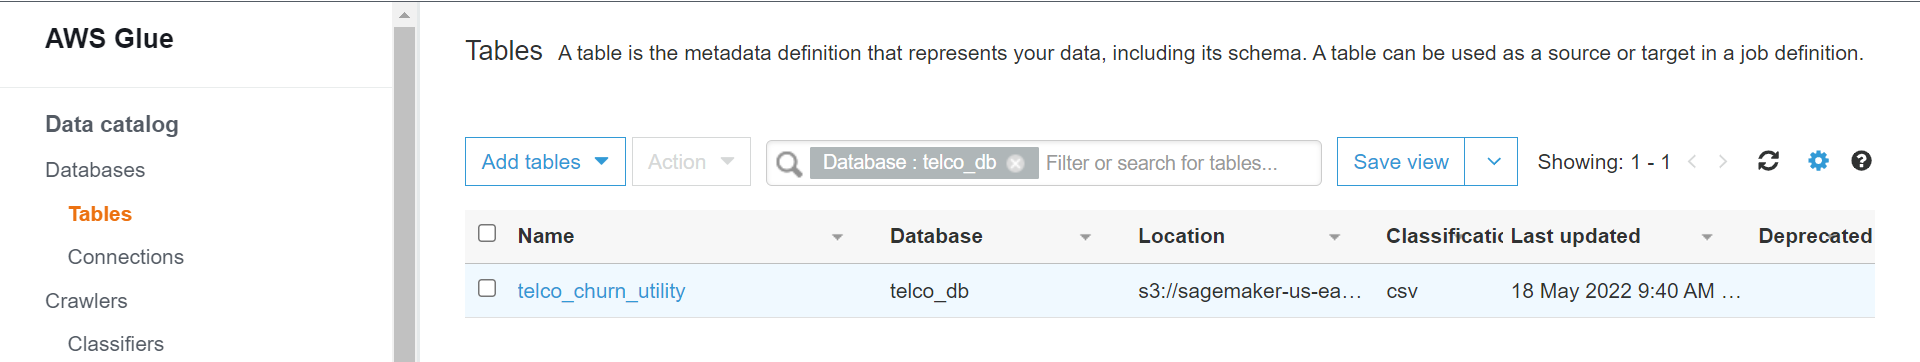 AWS Glue
Data catalog
Databases
Tables
Connections
Crawlers
Classifiers
Tables A table is the metadata definition that represents your data, including its schema. A table can be used as a source or target in a job definition.
Add tables Action Database : telco_db Filter or search for tables... Save view Showing: 1 - 1
Name Database Location Classificatio Last updated Deprecated
telco_churn_utility telco_db s3://sagemaker-us-ea… csv 18 May 2022 9:40 AM …